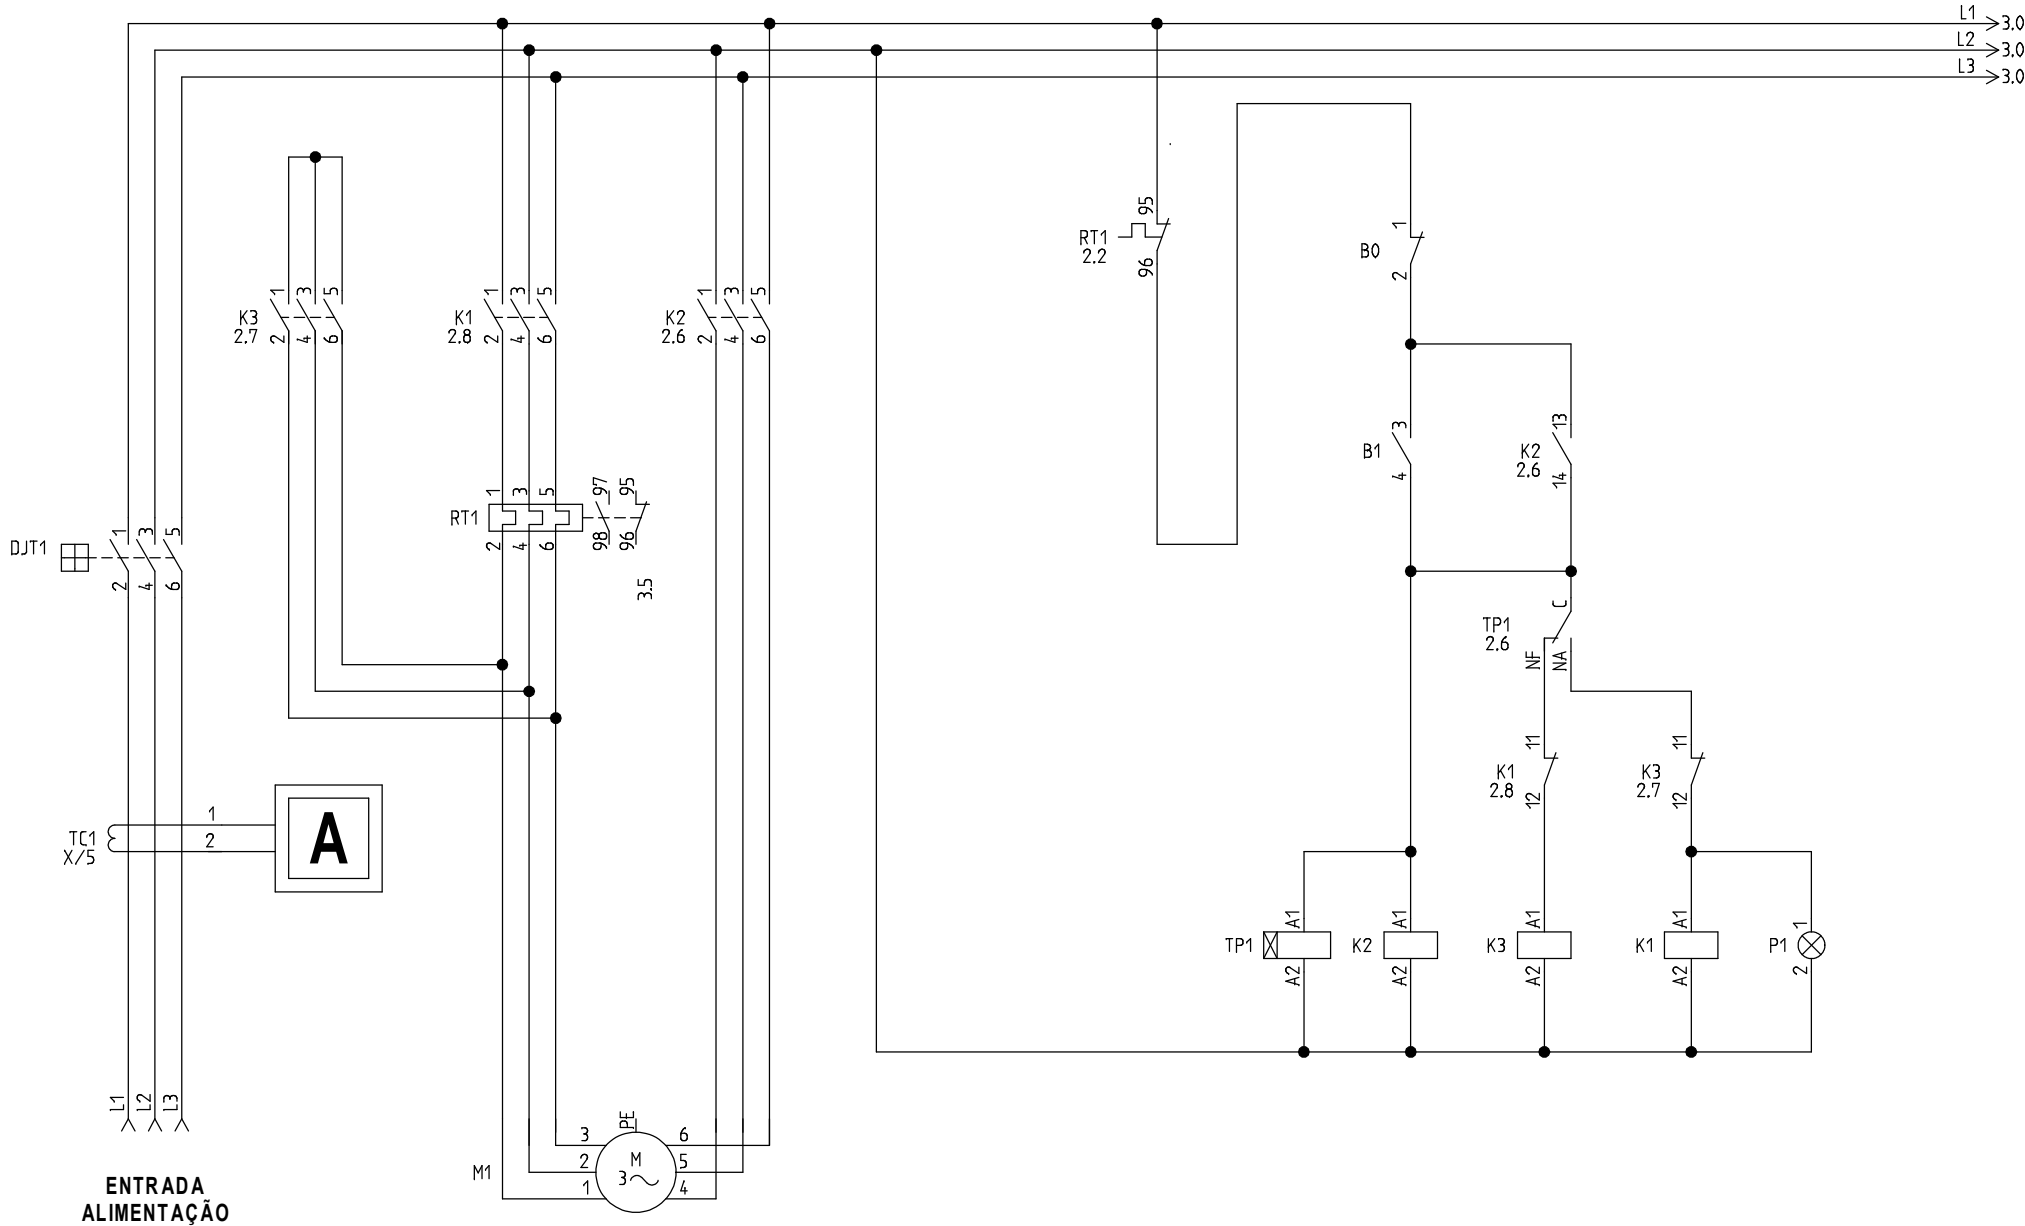 L1 3.0
L2 3.0
L3 3.0
95
RT1
2.2
96
1
B0
2
K3
2.7
1 3 5
2 4 6
K1
2.8
1 3 5
2 4 6
K2
2.6
1 3 5
2 4 6
3
B1
4
13
K2
2.6
14
RT1
1 3 5
2 4 6
97 95
98 96
3.5
DJT1
1 3 5
2 4 6
C
TP1
2.6
NF NA
11
K1
2.8
12
11
K3
2.7
12
TC1
X/5
1
2
A
TP1
A1
A2
K2
A1
A2
K3
A1
A2
K1
A1
A2
P1
1
2
L1 L2 L3
PE
M1
M
3
3
2
1
6
5
4
ENTRADA
ALIMENTAÇÃO